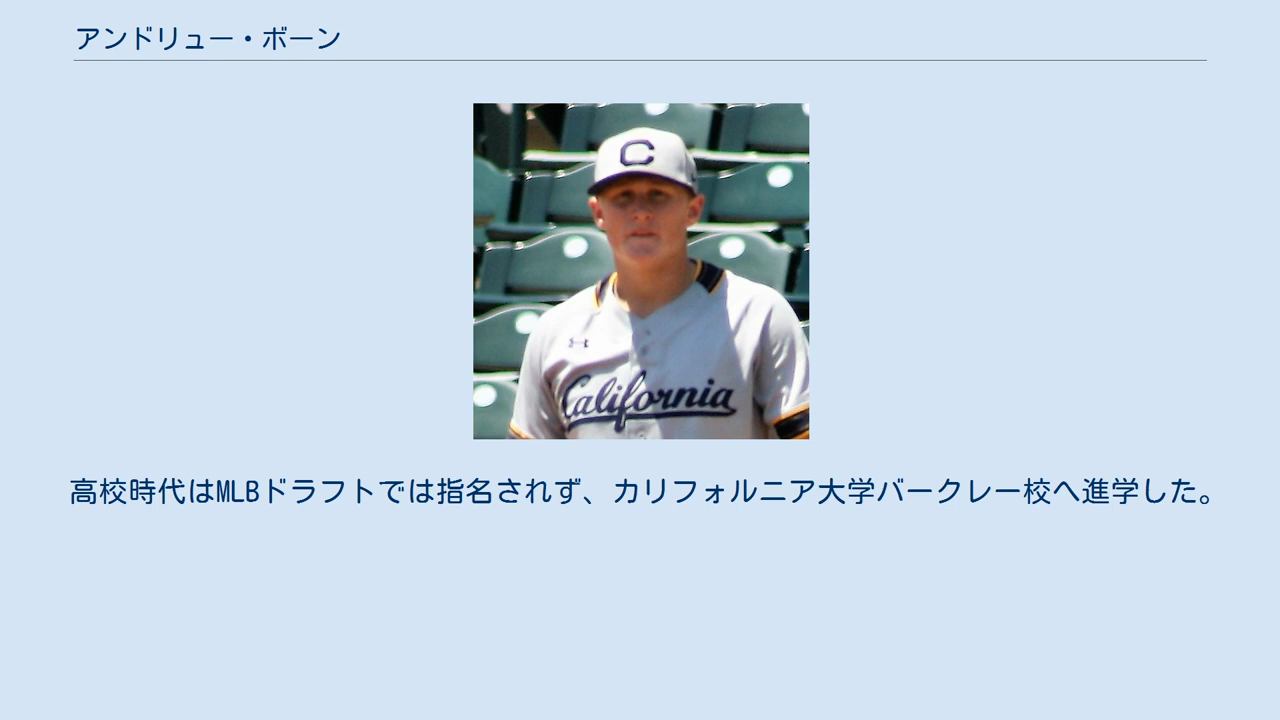 アンドリュー・ボーン
C
California
高校時代はMLBドラフトでは指名されず、カリフォルニア大学バークレー校へ進学した。